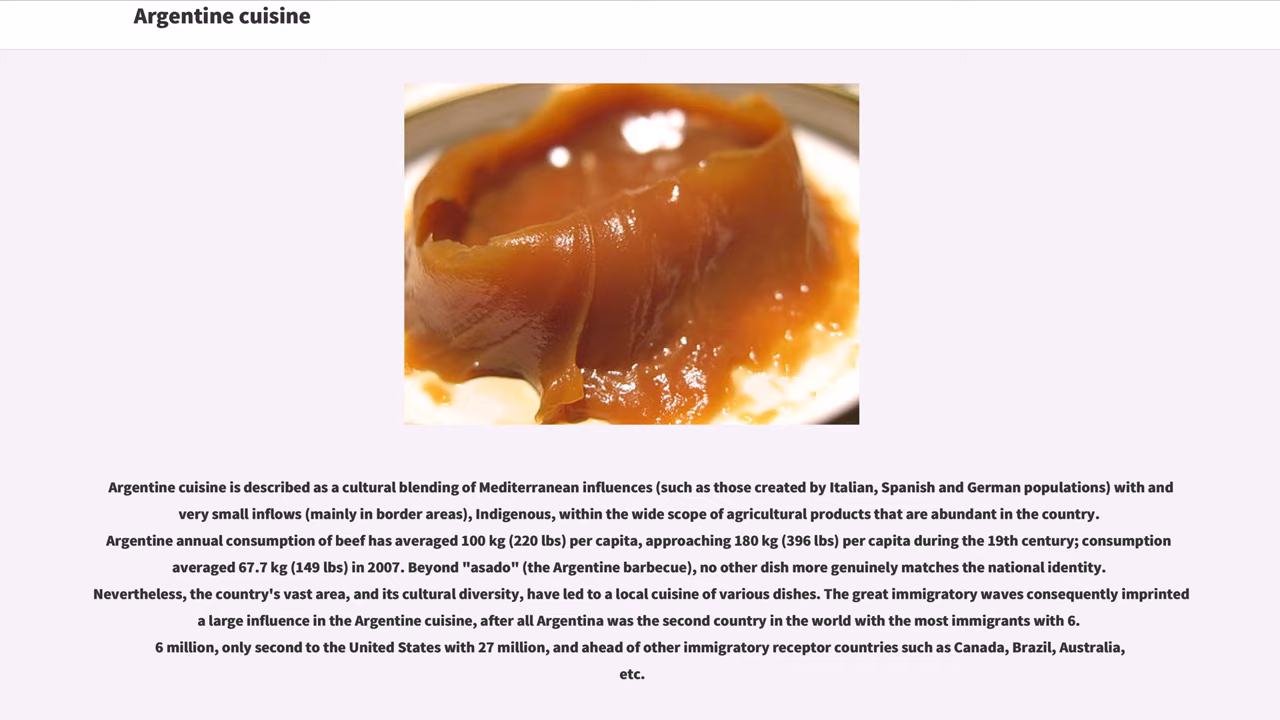 Argentine cuisine
Argentine cuisine is described as a cultural blending of Mediterranean influences (such as those created by Italian, Spanish and German populations) with and
very small inflows (mainly in border areas), Indigenous, within the wide scope of agricultural products that are abundant in the country.
Argentine annual consumption of beef has averaged 100 kg (220 lbs) per capita, approaching 180 kg (396 lbs) per capita during the 19th century; consumption
averaged 67.7 kg (149 lbs) in 2007. Beyond "asado" (the Argentine barbecue), no other dish more genuinely matches the national identity.
Nevertheless, the country's vast area, and its cultural diversity, have led to a local cuisine of various dishes. The great immigratory waves consequently imprinted
a large influence in the Argentine cuisine, after all Argentina was the second country in the world with the most immigrants with 6.
6 million, only second to the United States with 27 million, and ahead of other immigratory receptor countries such as Canada, Brazil, Australia,
etc.